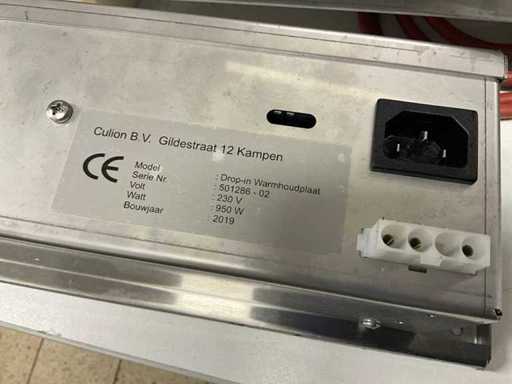 Culion B.V. Gildestraat 12 Kampen
CE
Model : Drop-in Warmhoudplaat
Serie Nr. : 501286 - 02
Volt : 230 V
Watt : 950 W
Bouwjaar 2019